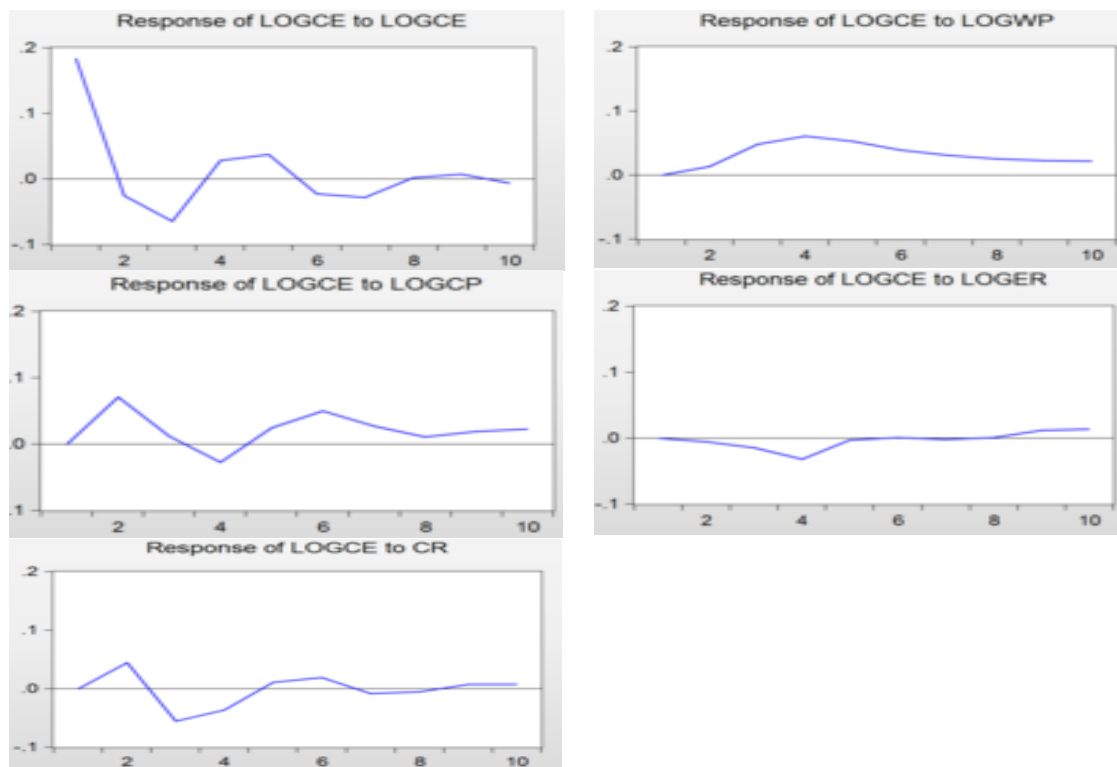 Response of LOGCE to LOGCE
.2
.1
.0
-.1
2 4 6 8 10
Response of LOGCE to LOGWP
.2
.1
.0
-.1
2 4 6 8 10
Response of LOGCE to LOGCP
.2
.1
.0
.1
2 4 6 8 10
Response of LOGCE to LOGER
.2
.1
.0
-.1
2 4 6 8 10
Response of LOGCE to CR
.2
.1
.0
-.1
2 4 6 8 10